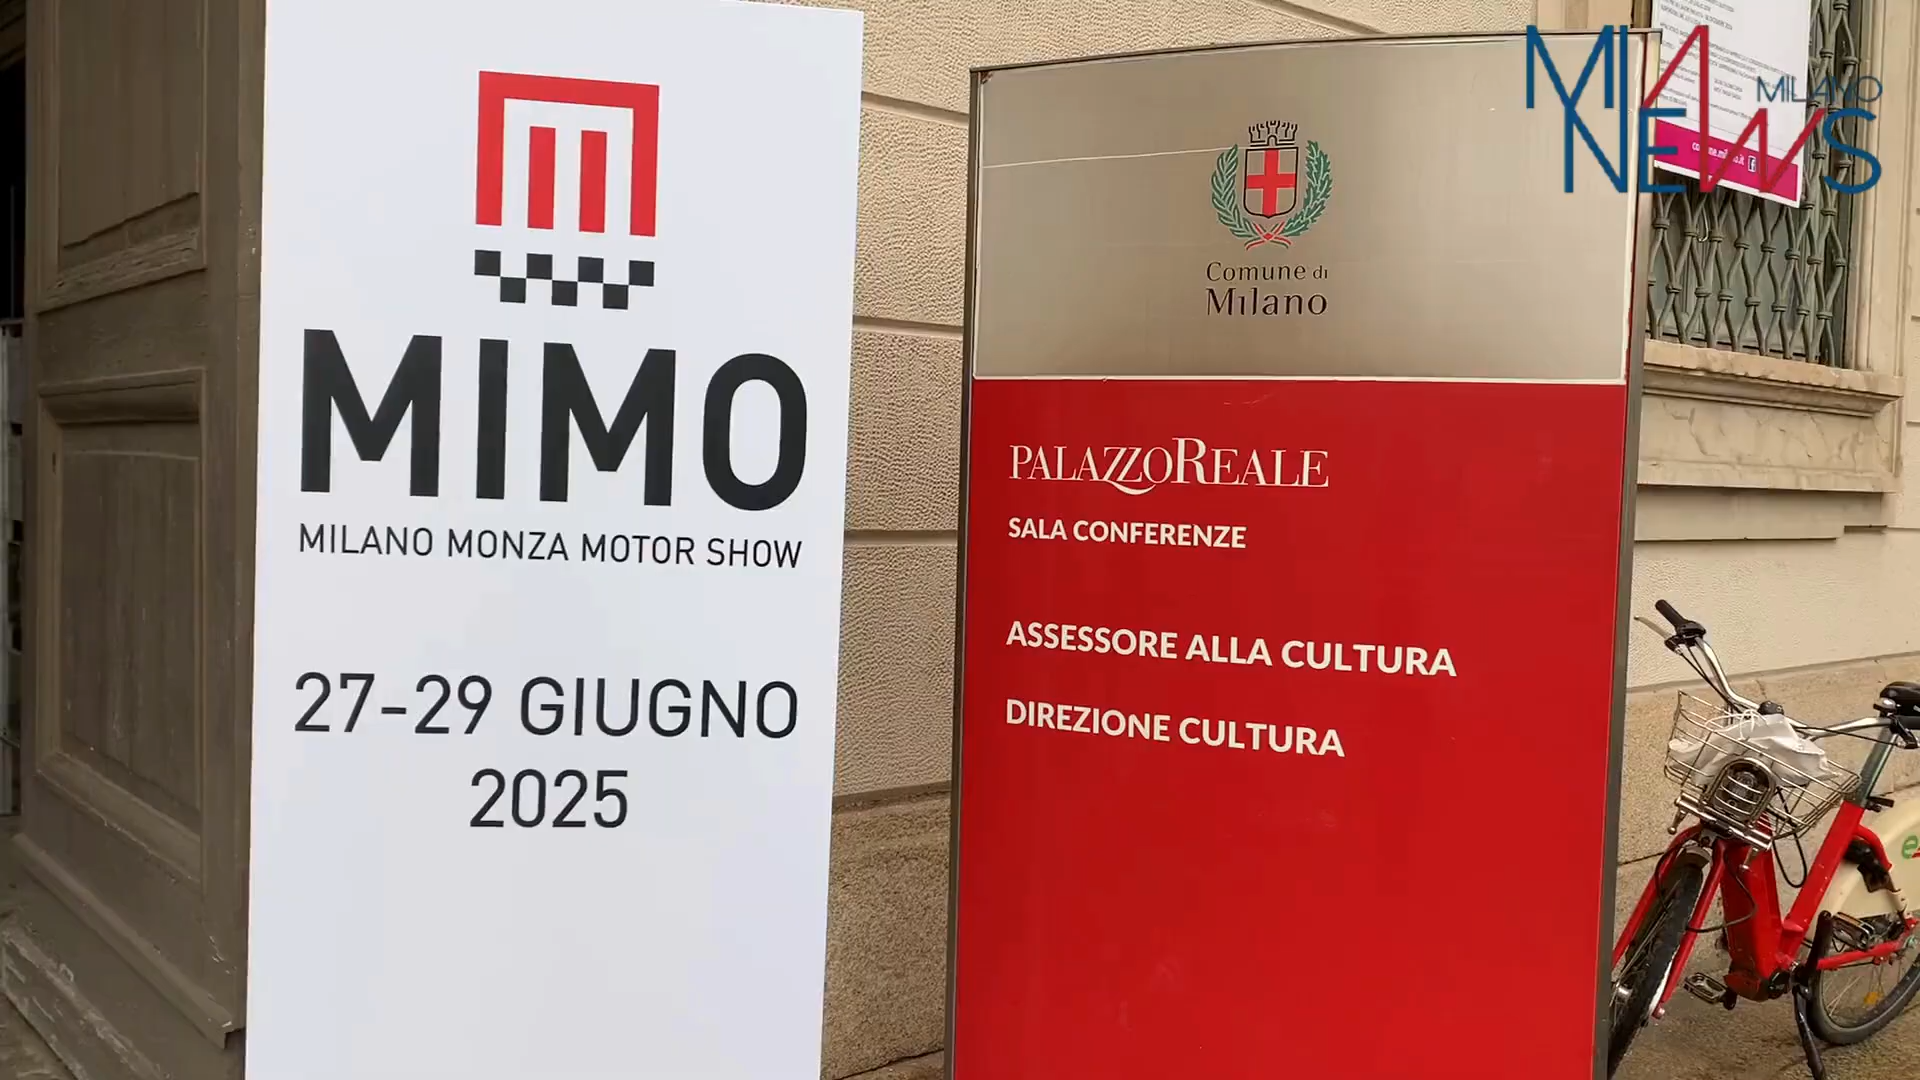 MIMO
MILANO MONZA MOTOR SHOW
27-29 GIUGNO
2025
Comune di
Milano
PALAZZOREALE
SALA CONFERENZE
ASSESSORE ALLA CULTURA
DIREZIONE CULTURA
MIA
MILANO
NEWS